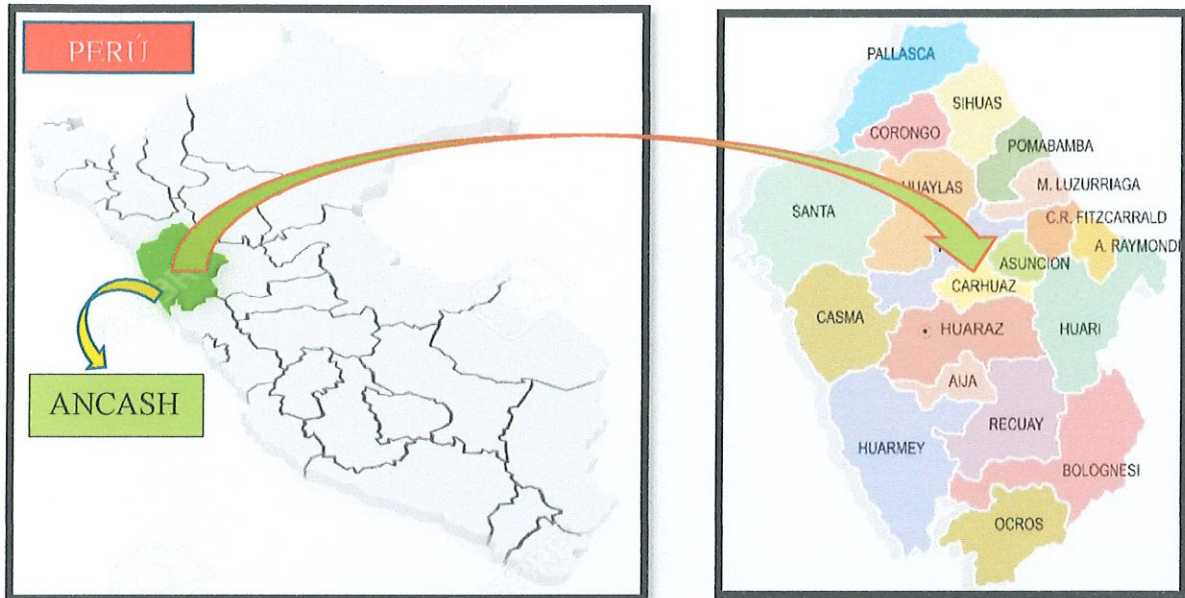 PERÚ
ANCASH
PALLASCA
SIHUAS
CORONGO
POMABAMBA
HUAYLAS
M. LUZURRIAGA
SANTA
C.R. FITZCARRALD
A. RAYMONDI
ASUNCION
CARHUAZ
CASMA
HUARAZ
HUARI
AIJA
RECUAY
HUARMEY
BOLOGNESI
OCROS